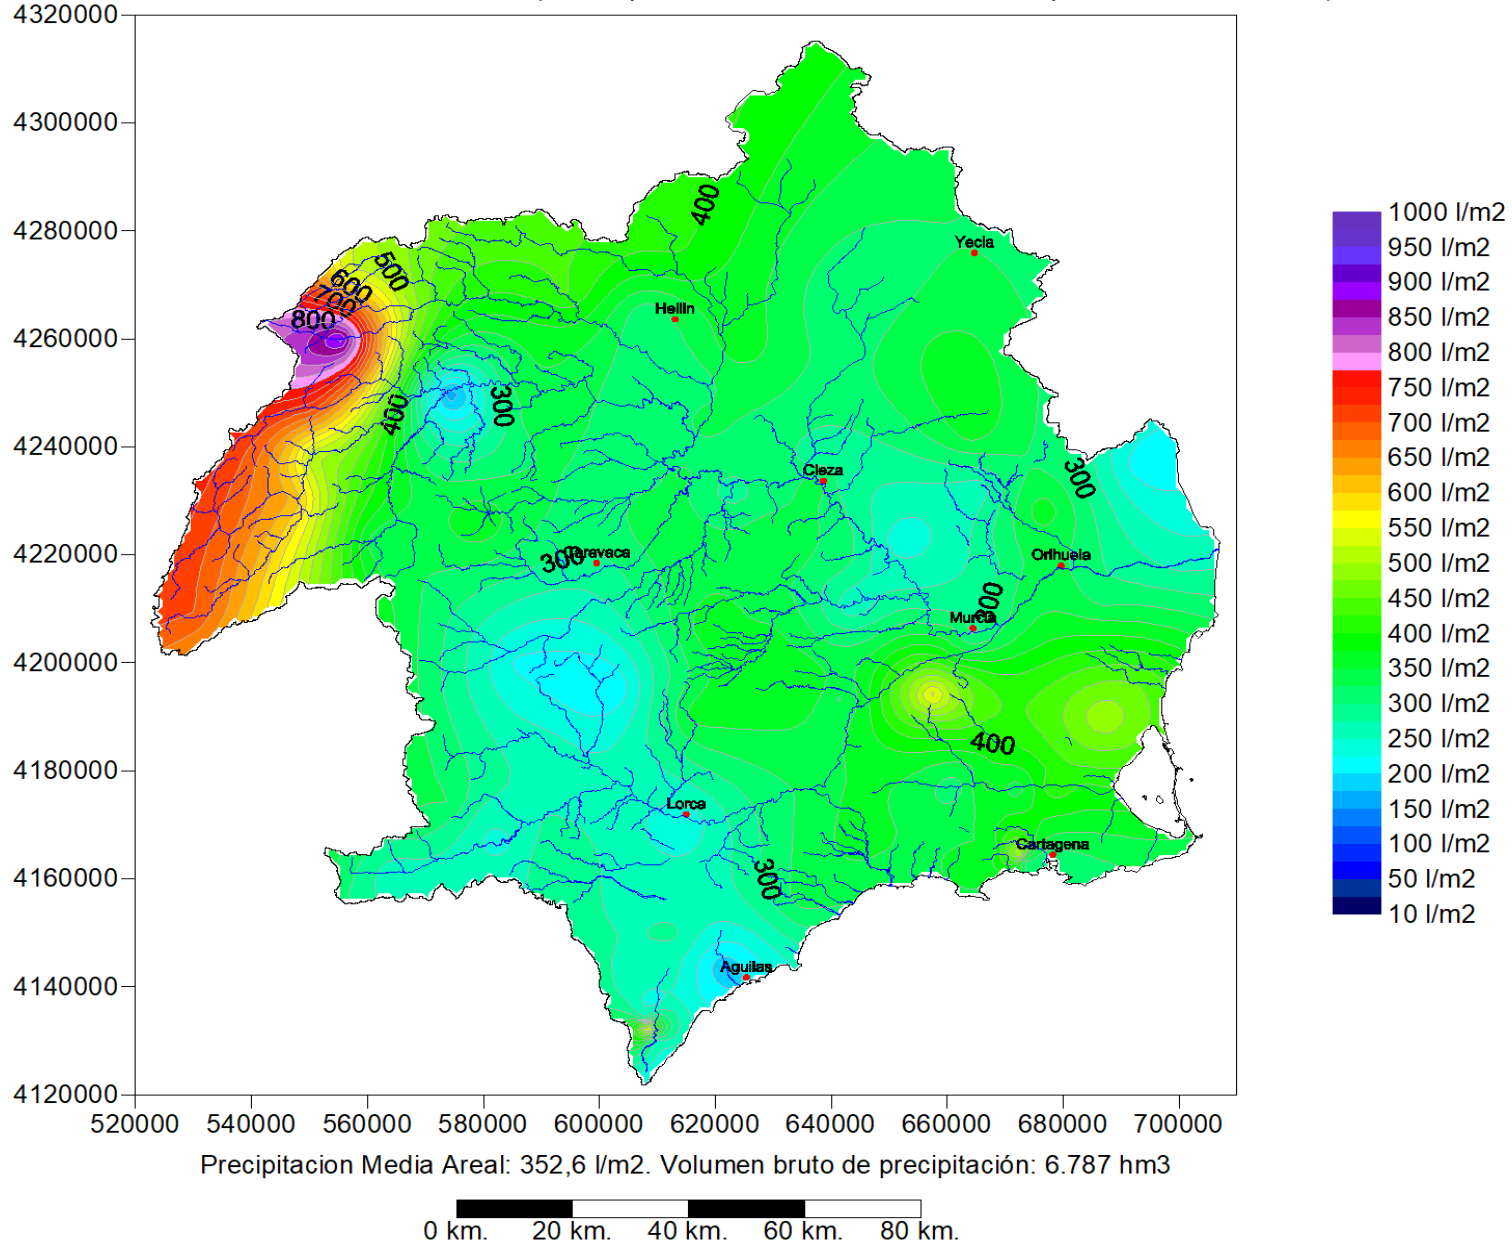 4320000
4300000
4280000
4260000
4240000
4220000
4200000
4180000
4160000
4140000
4120000
520000 540000 560000 580000 600000 620000 640000 660000 680000 700000
400
500
600
700
800
400
300
300
300
300
400
300
Yecla
Hellin
Cieza
Caravaca
Orihuela
Murcia
Lorca
Cartagena
Aguilas
1000 l/m2
950 l/m2
900 l/m2
850 l/m2
800 l/m2
750 l/m2
700 l/m2
650 l/m2
600 l/m2
550 l/m2
500 l/m2
450 l/m2
400 l/m2
350 l/m2
300 l/m2
250 l/m2
200 l/m2
150 l/m2
100 l/m2
50 l/m2
10 l/m2
Precipitacion Media Areal: 352,6 l/m2. Volumen bruto de precipitación: 6.787 hm3
0 km. 20 km. 40 km. 60 km. 80 km.